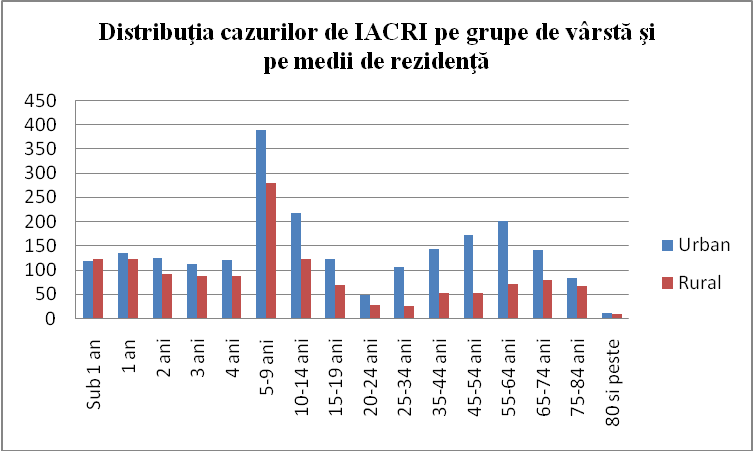 Distribuţia cazurilor de IACRI pe grupe de vârstă şi
pe medii de rezidenţă
450
400
350
300
250
200
150
100
50
0
Urban
Rural
Sub 1 an
1 an
2 ani
3 ani
4 ani
5-9 ani
10-14 ani
15-19 ani
20-24 ani
25-34 ani
35-44 ani
45-54 ani
55-64 ani
65-74 ani
75-84 ani
80 si peste